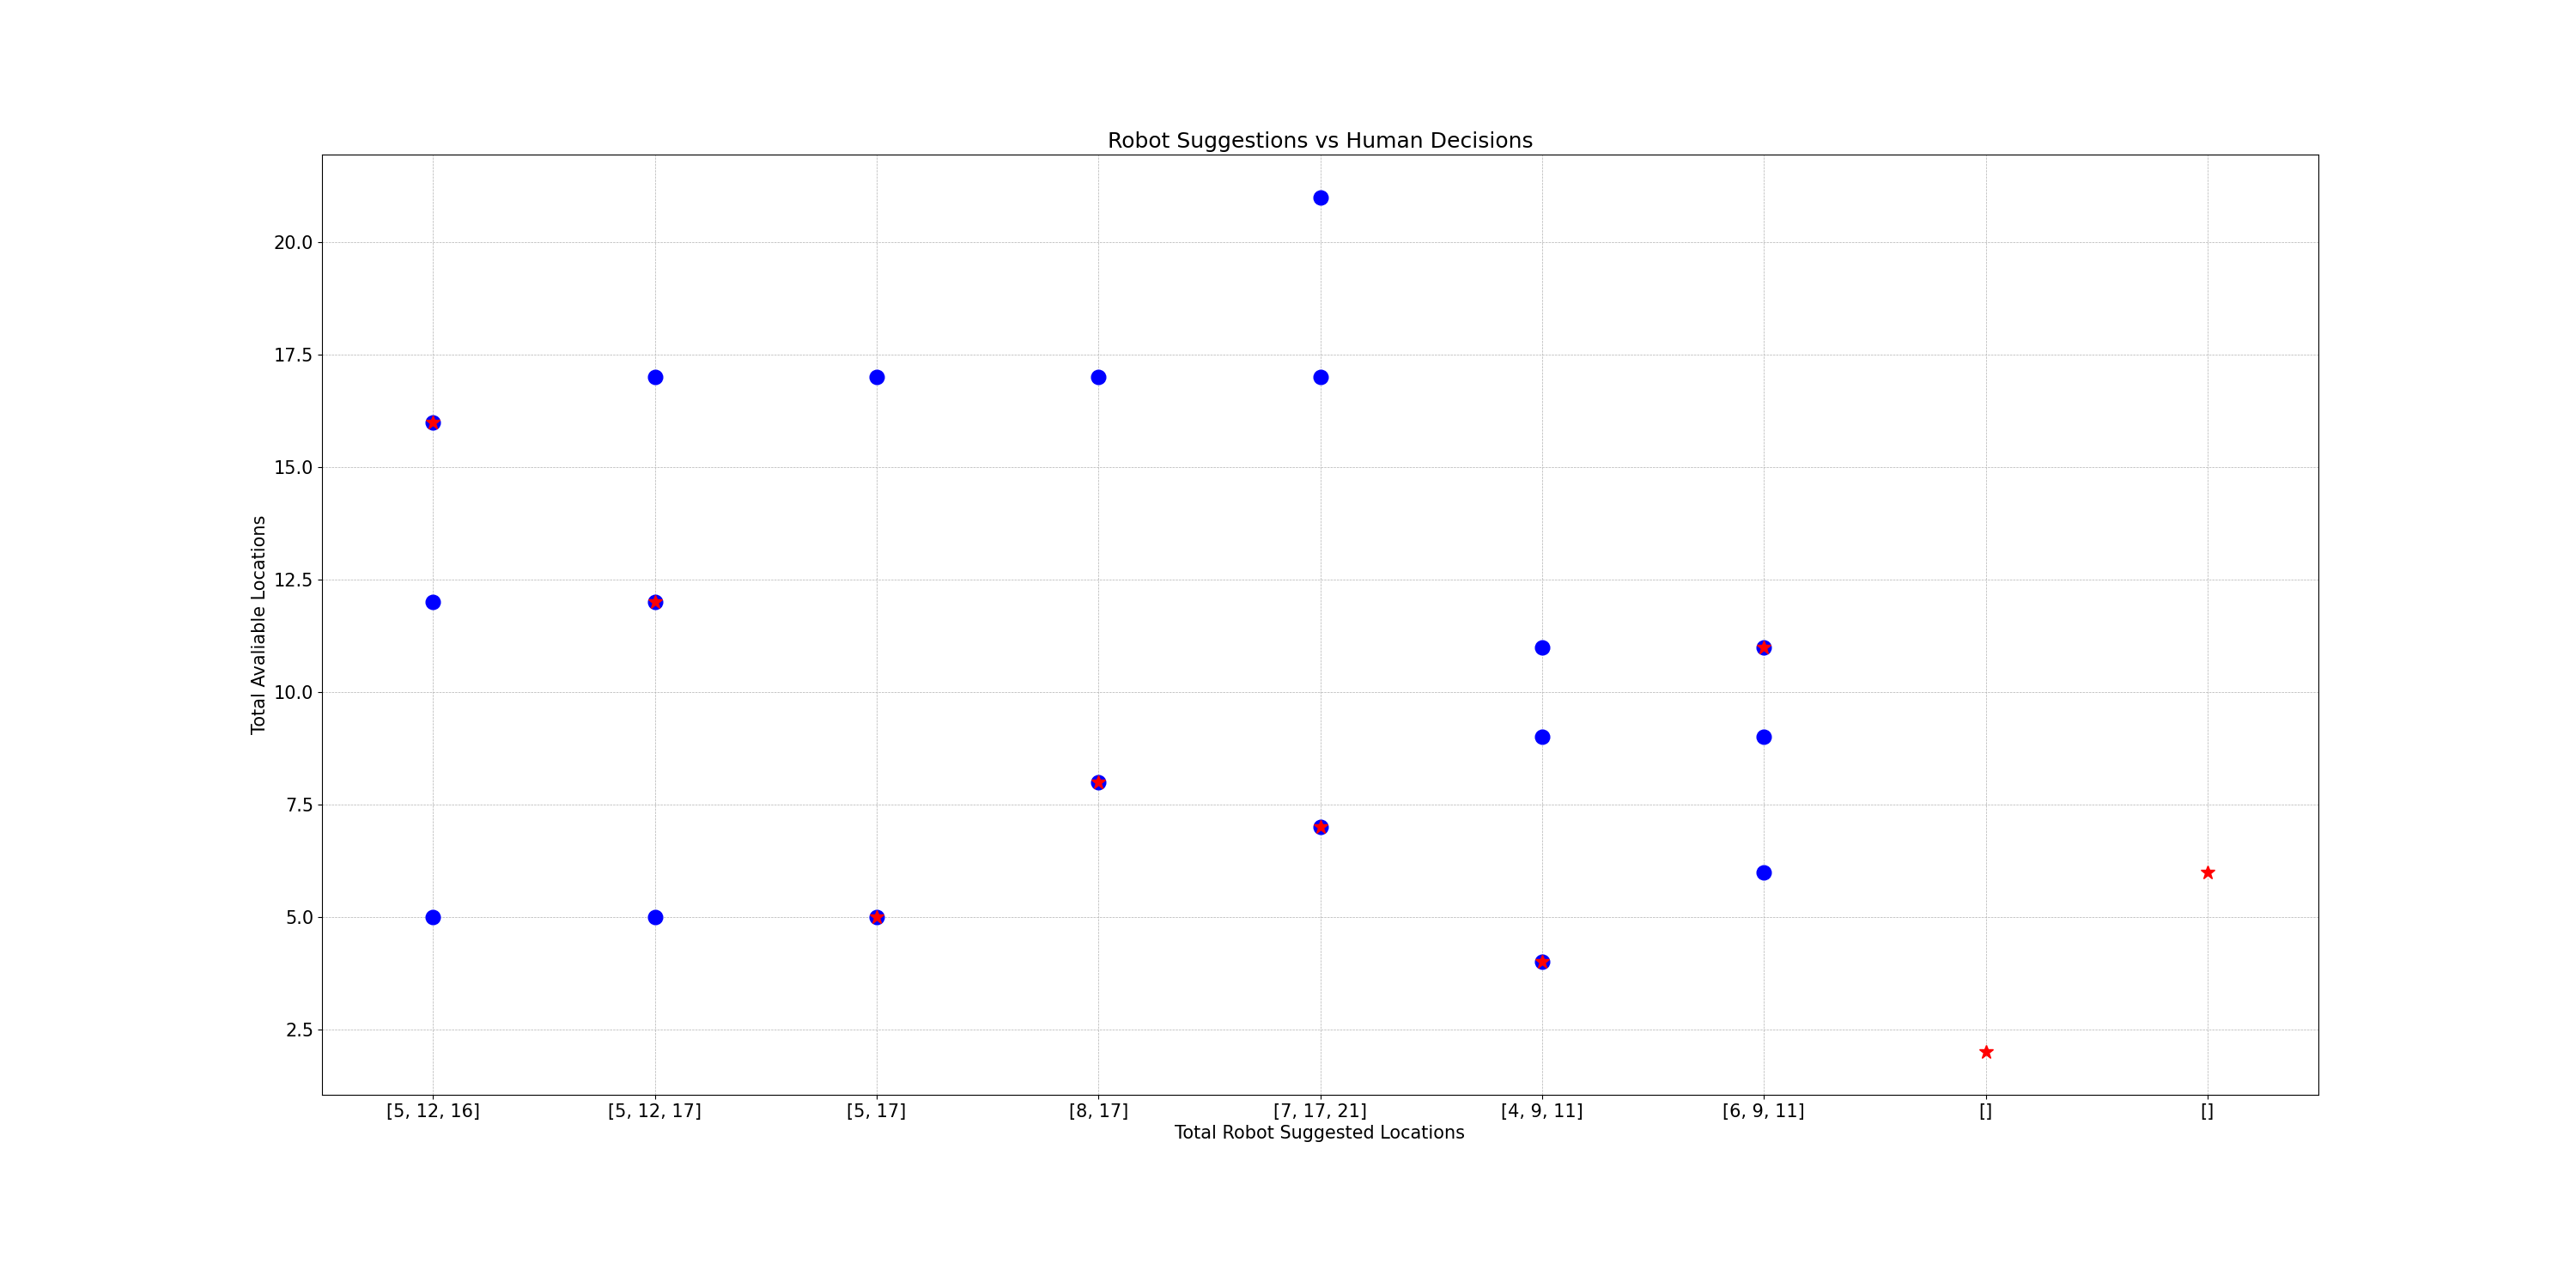 Robot Suggestions vs Human Decisions
Total Avaliable Locations
20.0
17.5
15.0
12.5
10.0
7.5
5.0
2.5
[5, 12, 16] [5, 12, 17] [5, 17] [8, 17] [7, 17, 21] [4, 9, 11] [6, 9, 11] [] []
Total Robot Suggested Locations